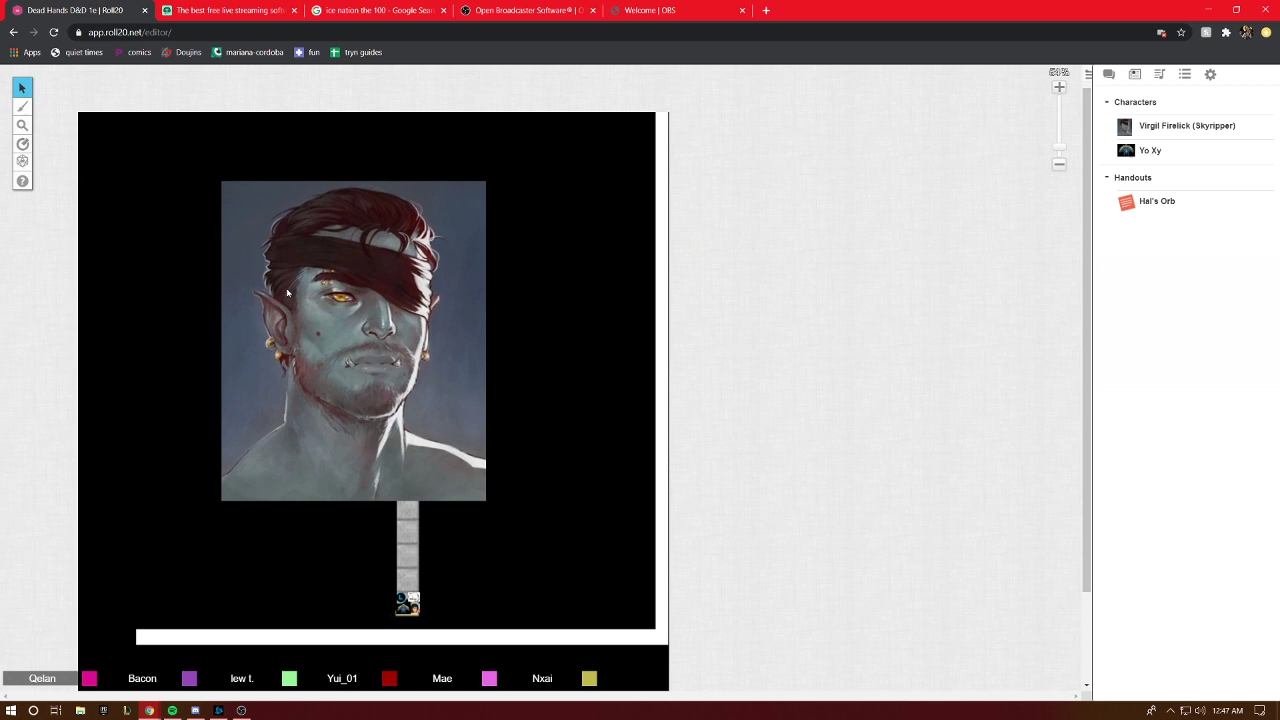 Dead Hands D&D 1e | Roll20
The best free live streaming softw
ice nation the 100 - Google Sear
Open Broadcaster Software® | O
Welcome | OBS
app.roll20.net/editor/
Apps
quiet times
comics
Doujins
mariana-cordoba
fun
tryn guides
Characters
Virgil Firelick (Skyripper)
Yo Xy
Handouts
Hal's Orb
Qelan
Bacon
lew t.
Yui_01
Mae
Nxai
12:47 AM